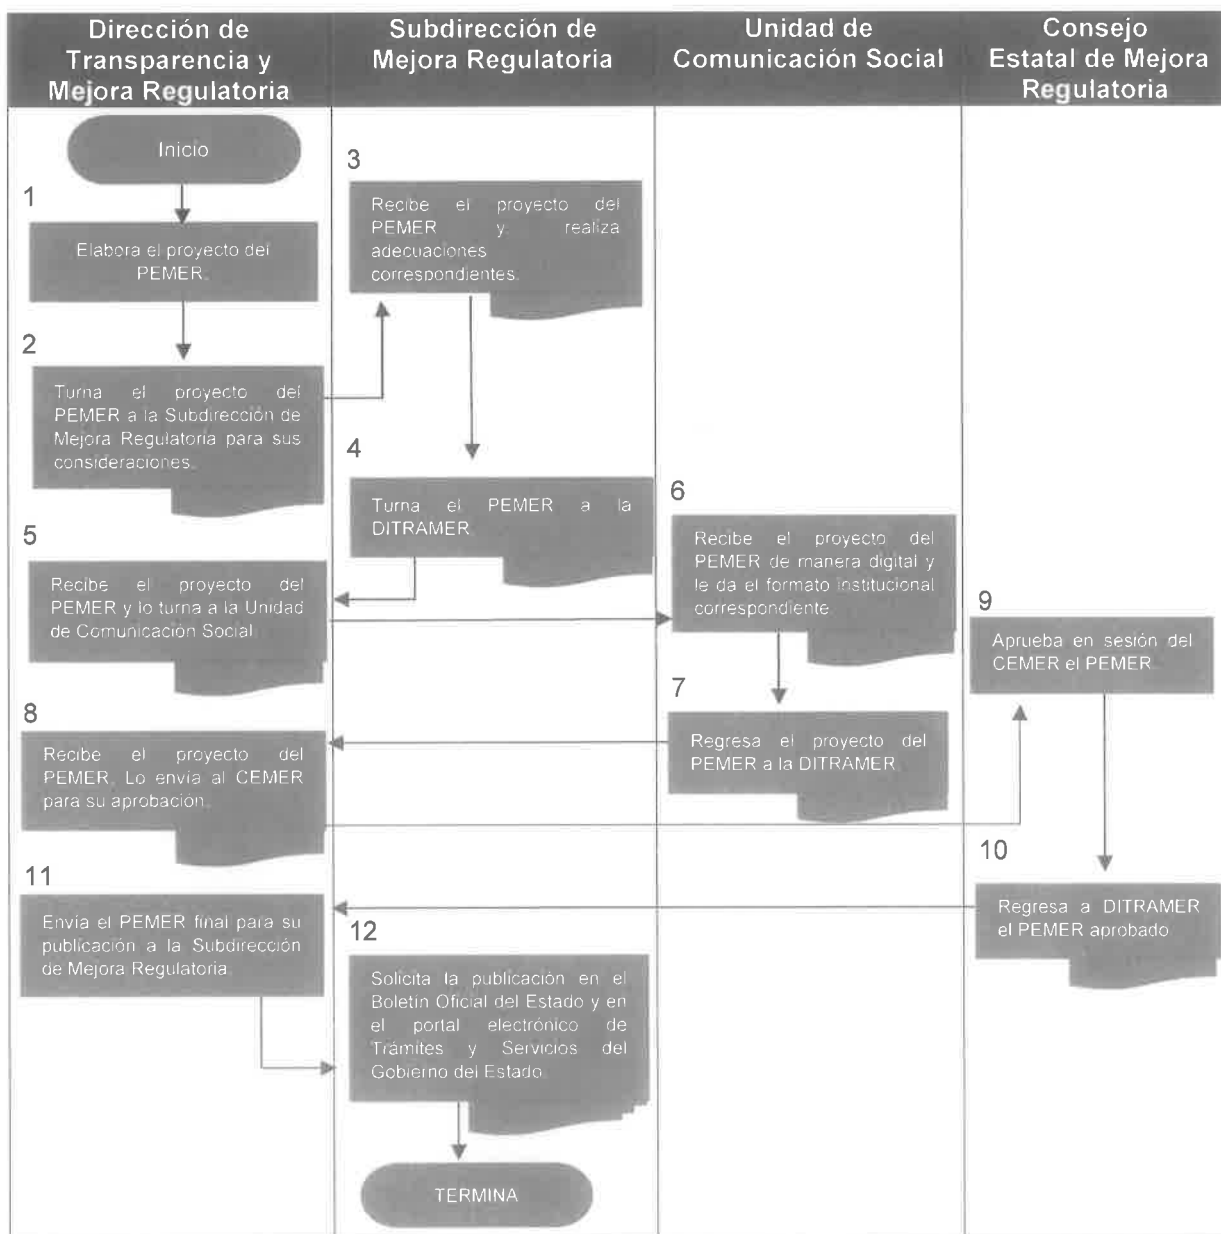 Dirección de
Transparencia y
Mejora Regulatoria
Subdirección de
Mejora Regulatoria
Unidad de
Comunicación Social
Consejo
Estatal de Mejora
Regulatoria
Inicio
1
Elabora el proyecto del
PEMER.
2
Turna el proyecto del
PEMER a la Subdirección de
Mejora Regulatoria para sus
consideraciones.
3
Recibe el proyecto del
PEMER y realiza
adecuaciones
correspondientes.
4
Turna el PEMER a la
DITRAMER.
5
Recibe el proyecto del
PEMER y lo turna a la Unidad
de Comunicación Social
6
Recibe el proyecto del
PEMER de manera digital y
le da el formato institucional
correspondiente
7
Regresa el proyecto del
PEMER a la DITRAMER
8
Recibe el proyecto del
PEMER. Lo envía al CEMER
para su aprobación.
9
Aprueba en sesión del
CEMER el PEMER.
10
Regresa a DITRAMER
el PEMER aprobado.
11
Envía el PEMER final para su
publicación a la Subdirección
de Mejora Regulatoria.
12
Solicita la publicación en el
Boletín Oficial del Estado y en
el portal electrónico de
Trámites y Servicios del
Gobierno del Estado.
TERMINA